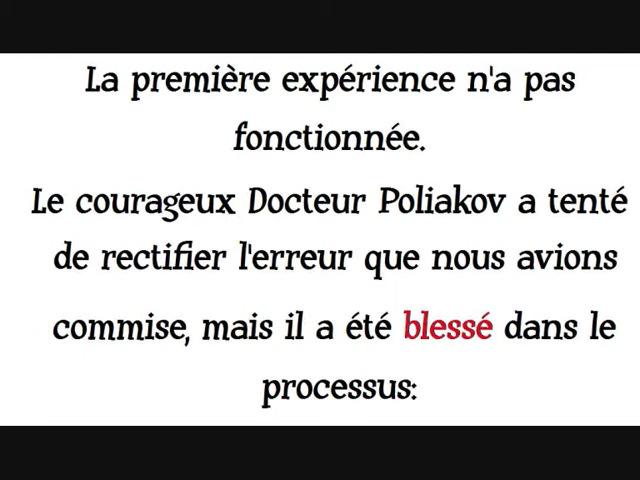 La première expérience n'a pas
fonctionnée.
Le courageux Docteur Poliakov a tenté
de rectifier l'erreur que nous avions
commise, mais il a été blessé dans le
processus: